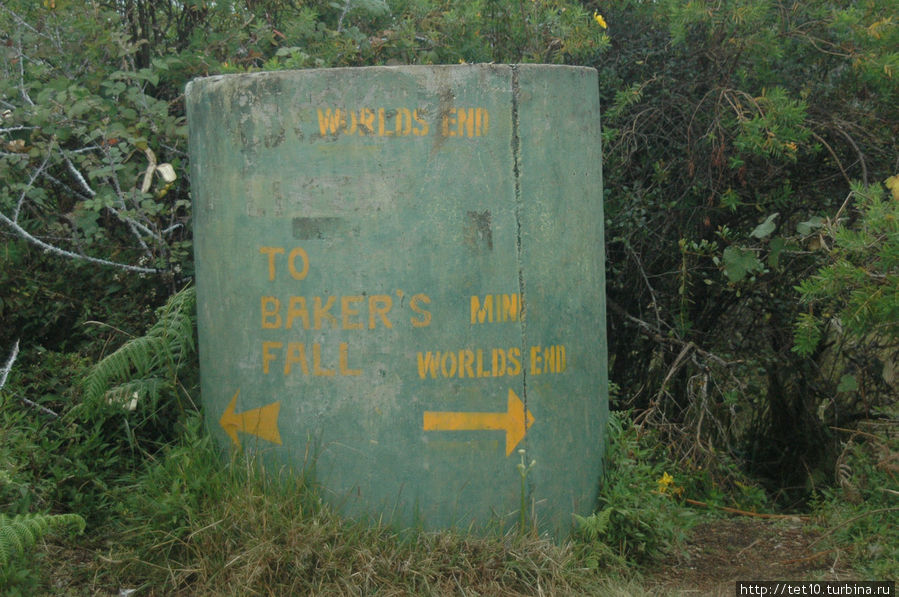 WORLDS END
TO
BAKER'S
FALL
MINI
WORLDS END
http://tet10.turbina.ru